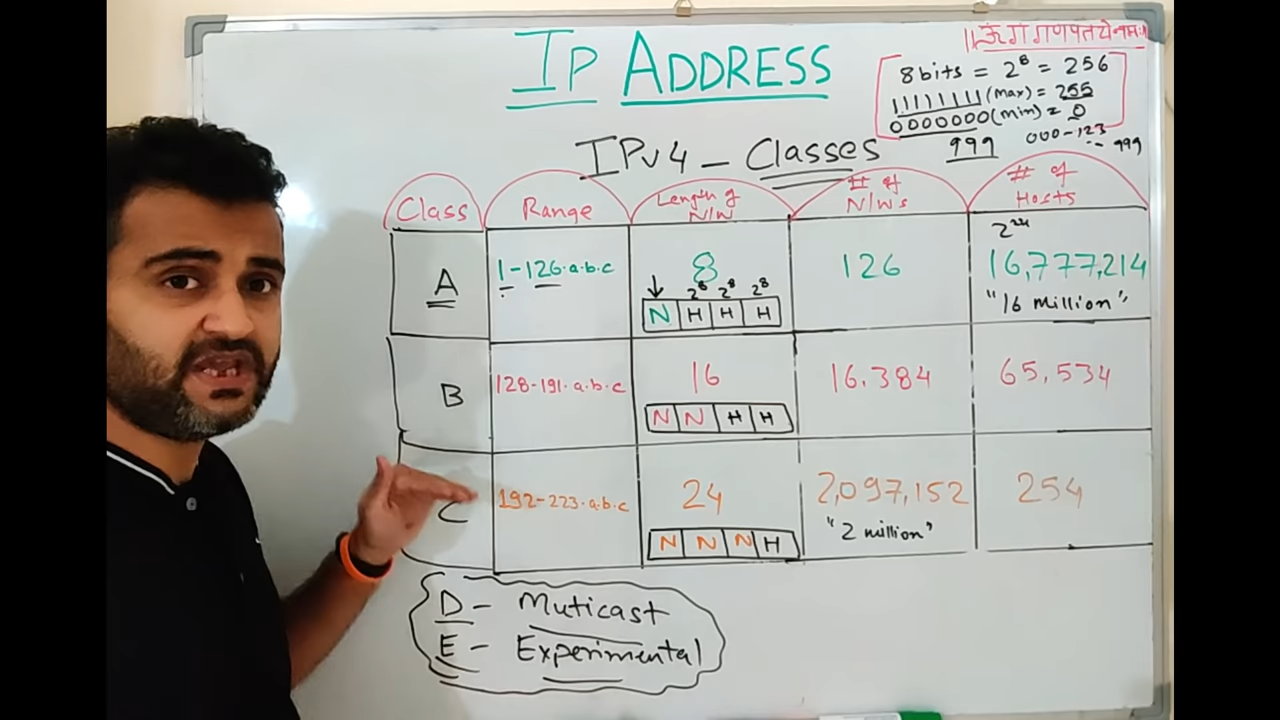 ॥ ॐ गं गणपतये नमः ॥
IP ADDRESS
8 bits = 2⁸ = 256
11111111 (max) = 255
00000000 (min) = 0
999
000-123
-- 999
IPv4 - Classes
Class
Range
Length of
N/W
# of
N/Ws
# of
Hosts
A
1-126.a.b.c
8
2⁸ 2⁸ 2⁸
N H H H
126
2²⁴
16,777,214
"16 Million"
B
128-191.a.b.c
16
N N H H
16.384
65,534
C
192-223.a.b.c
24
N N N H
2,097,152
"2 million"
254
D - Muticast
E - Experimental